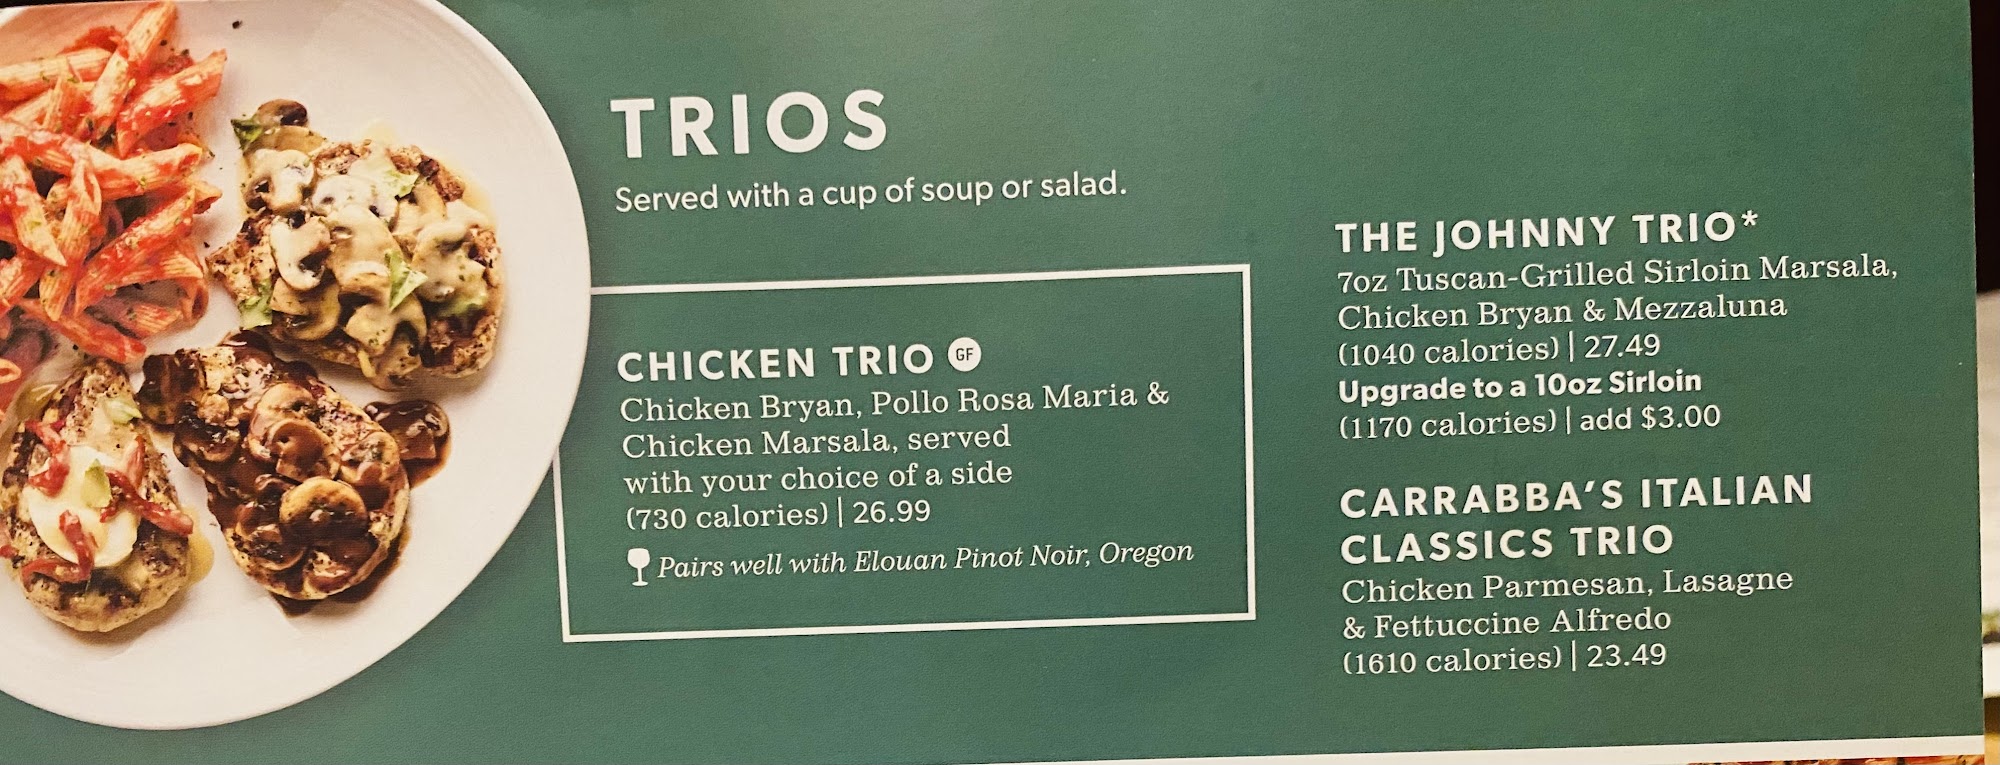 TRIOS
Served with a cup of soup or salad.
CHICKEN TRIO GF
Chicken Bryan, Pollo Rosa Maria &
Chicken Marsala, served
with your choice of a side
(730 calories) | 26.99
Pairs well with Elouan Pinot Noir, Oregon
THE JOHNNY TRIO*
7oz Tuscan-Grilled Sirloin Marsala,
Chicken Bryan & Mezzaluna
(1040 calories) | 27.49
Upgrade to a 10oz Sirloin
(1170 calories) | add $3.00
CARRABBA'S ITALIAN
CLASSICS TRIO
Chicken Parmesan, Lasagne
& Fettuccine Alfredo
(1610 calories) | 23.49